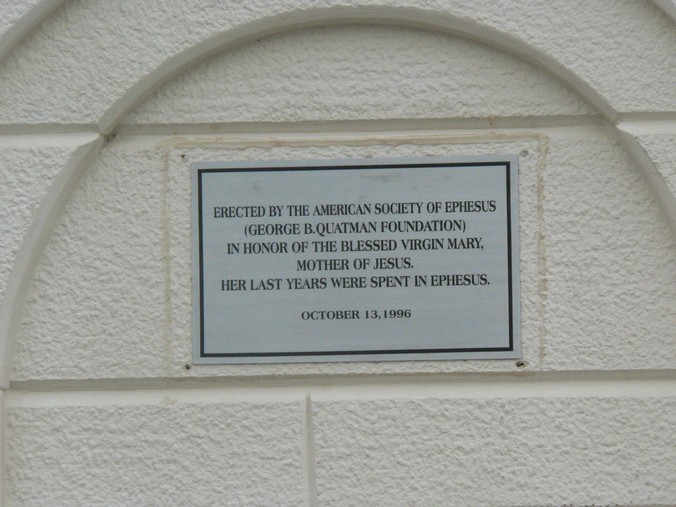 ERECTED BY THE AMERICAN SOCIETY OF EPHESUS
(GEORGE B.QUATMAN FOUNDATION)
IN HONOR OF THE BLESSED VIRGIN MARY,
MOTHER OF JESUS.
HER LAST YEARS WERE SPENT IN EPHESUS.
OCTOBER 13,1996